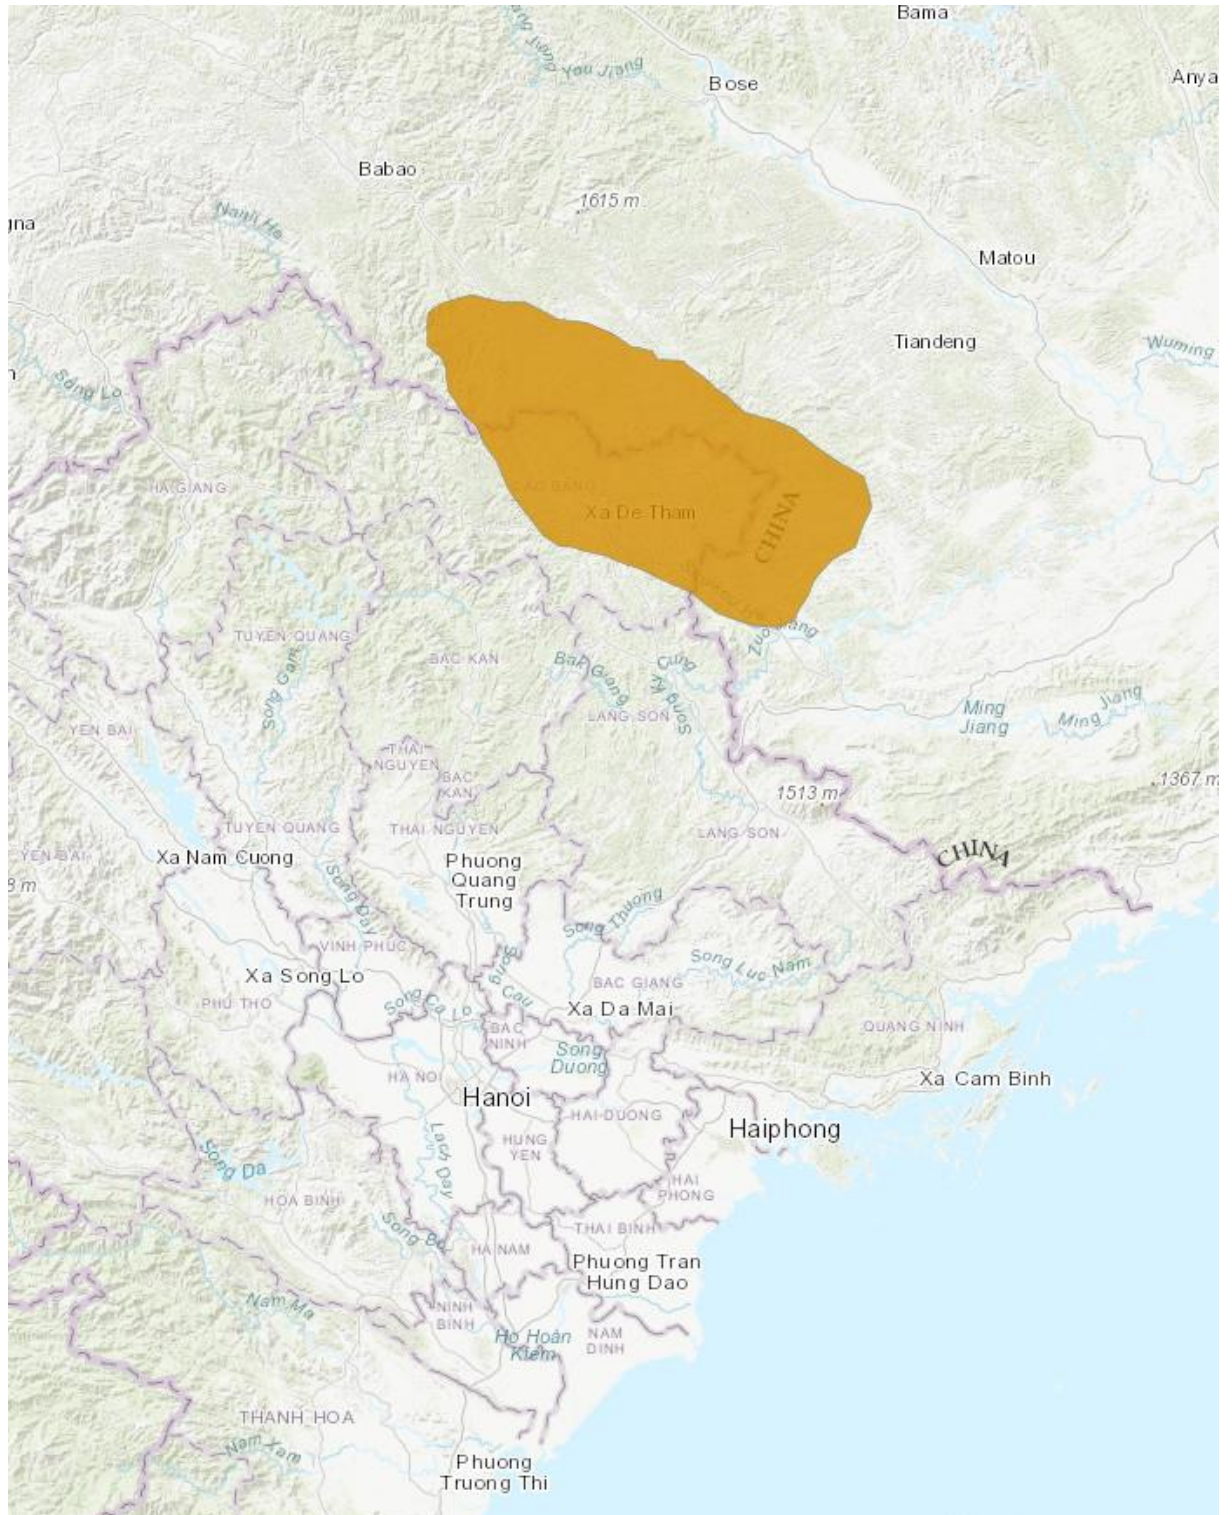 Bama
You Jiang
Bose
Anya
Babao
1615 m
Nanli He
Matou
Tiandeng
Wuming
Song Lo
HA GIANG
CAO BANG
Xa De Tham
CHINA
Zuo Jiang
TUYEN QUANG
BAC KAN
Bak Giang
Song Ky
Cung
Song Gam
LANG SON
Ming
Jiang
Ming Jiang
YEN BAI
THAI
NGUYEN
BAC
KAN
1513 m
1367 m
TUYEN QUANG
THAI NGUYEN
LANG SON
YEN BAI
Xa Nam Cuong
Phuong
Quang
Trung
CHINA
8 m
Song Day
Song Thuong
VINH PHUC
Song Cau
Song Luc Nam
Xa Song Lo
BAC GIANG
PHU THO
Song Ca Lo
Xa Da Mai
BAC
NINH
QUANG NINH
Song
Duong
HA NOI
Xa Cam Binh
Hanoi
HAI DUONG
Haiphong
HUNG
YEN
Lach Day
Song Da
HAI
PHONG
HOA BINH
Song Boi
THAI BINH
HA NAM
Phuong Tran
Hung Dao
Nam Ma
NINH
BINH
Ho Hoàn
Kiem
NAM
DINH
THANH HOA
Nam Xam
Phuong
Truong Thi